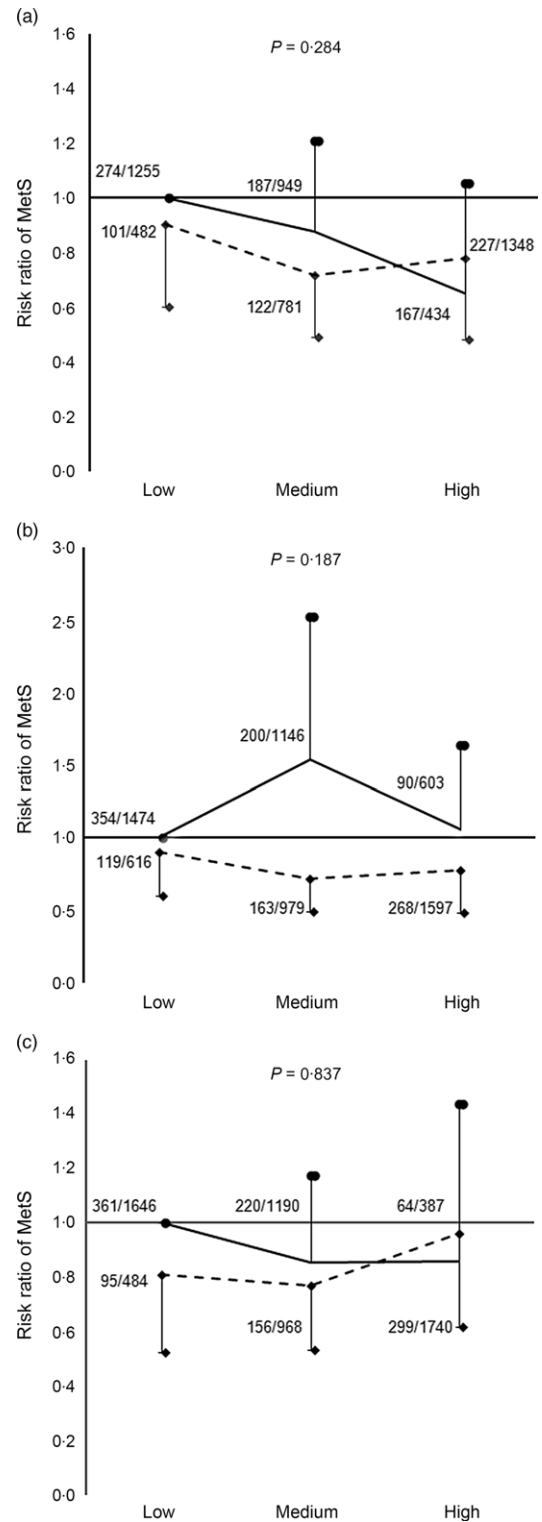 (a)
1·6
P = 0·284
1·4
1·2
274/1255
187/949
1·0
101/482
227/1348
0·8
0·6
122/781
167/434
0·4
0·2
0·0
Risk ratio of MetS
Low
Medium
High
(b)
3·0
P = 0·187
2·5
2·0
200/1146
1·5
90/603
354/1474
1·0
119/616
163/979
268/1597
0·5
0·0
Risk ratio of MetS
Low
Medium
High
(c)
1·6
P = 0·837
1·4
1·2
361/1646
220/1190
64/387
1·0
95/484
0·8
156/968
299/1740
0·6
0·4
0·2
0·0
Risk ratio of MetS
Low
Medium
High